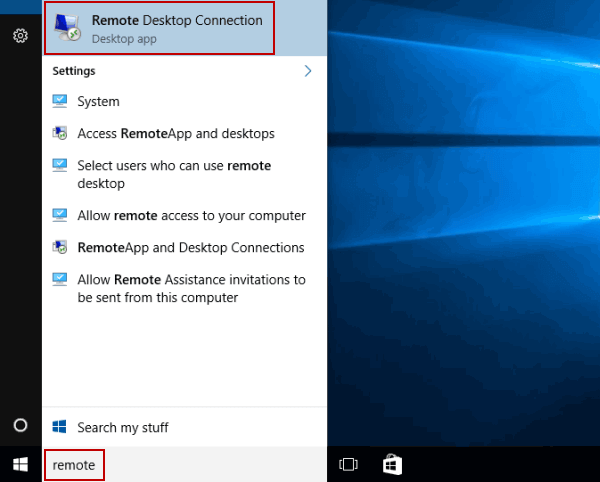 Remote Desktop Connection
Desktop app
Settings
System
Access RemoteApp and desktops
Select users who can use remote
desktop
Allow remote access to your computer
RemoteApp and Desktop Connections
Allow Remote Assistance invitations to
be sent from this computer
Search my stuff
remote